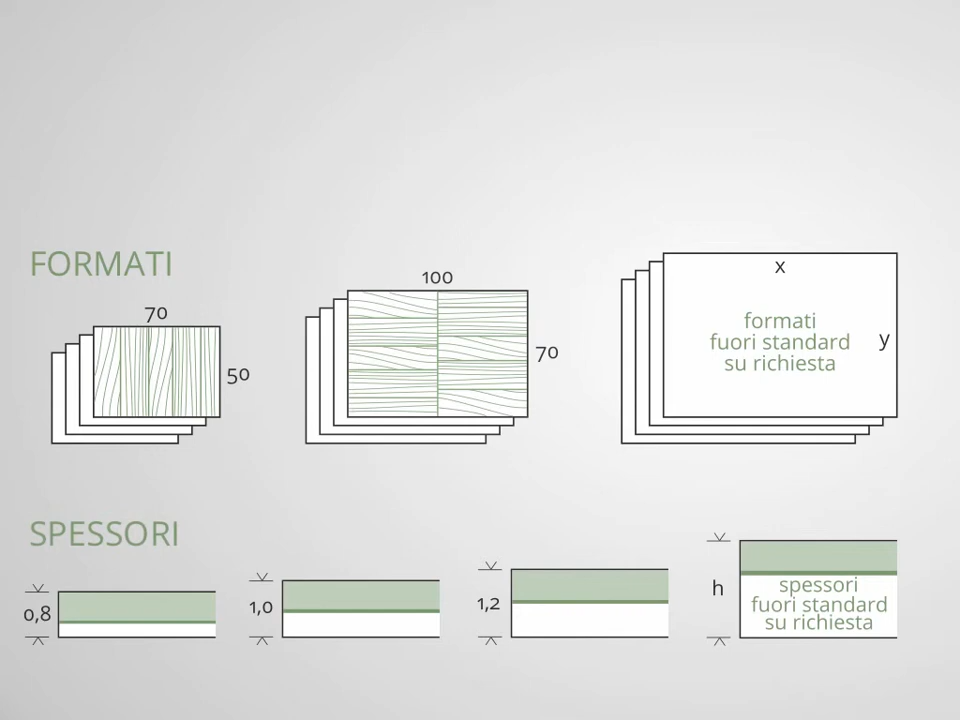 FORMATI
70
50
100
70
x
formati
fuori standard
su richiesta
y
SPESSORI
0,8
1,0
1,2
h
spessori
fuori standard
su richiesta